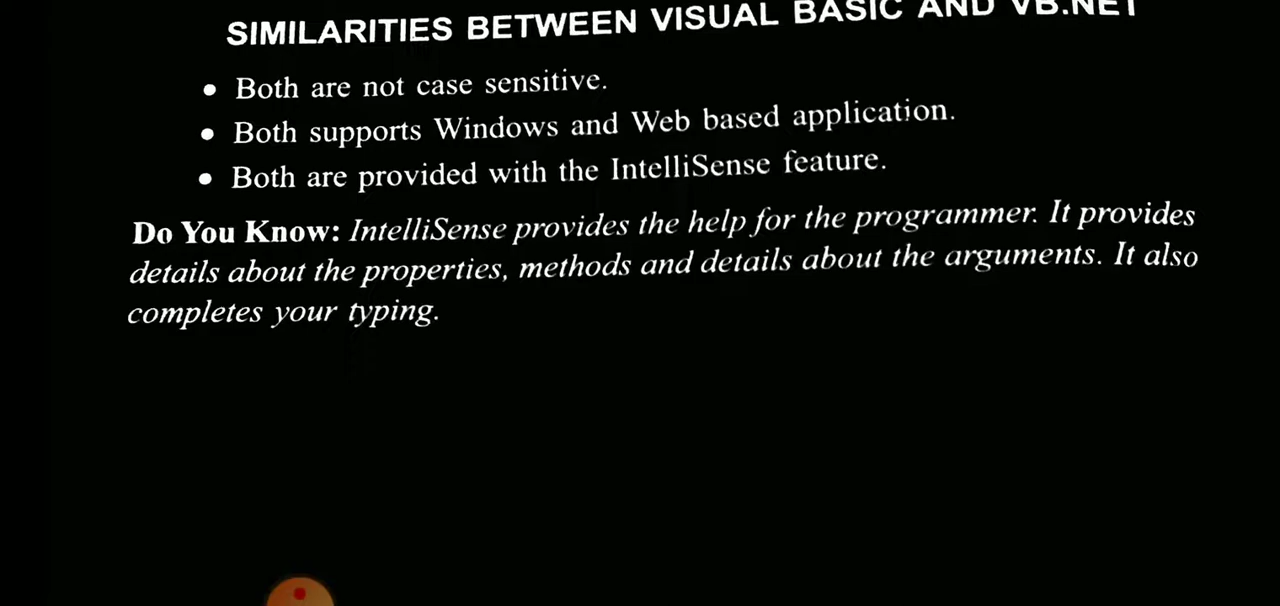 SIMILARITIES BETWEEN VISUAL BASIC AND VB.NET
• Both are not case sensitive.
• Both supports Windows and Web based application.
• Both are provided with the IntelliSense feature.
Do You Know: IntelliSense provides the help for the programmer. It provides
details about the properties, methods and details about the arguments. It also
completes your typing.